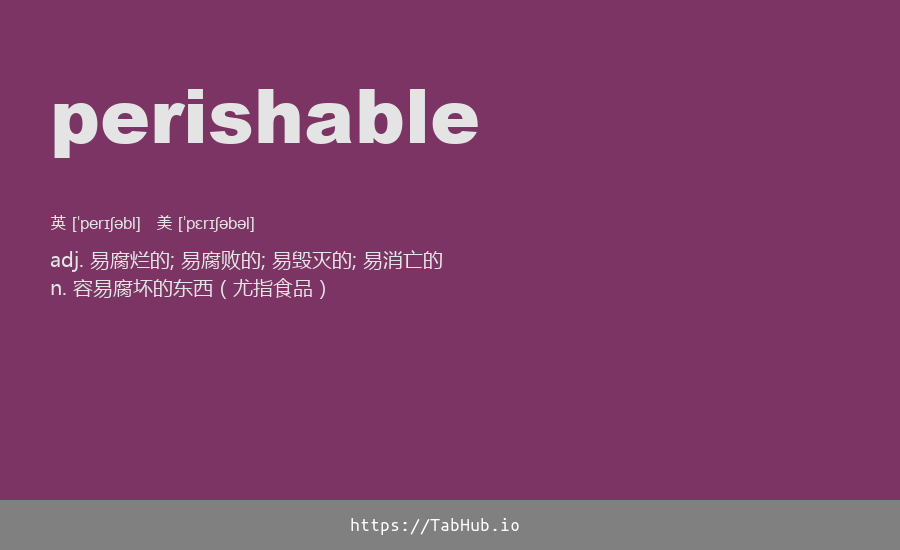 perishable
英 [ˈperɪʃəbl] 美 [ˈpɛrɪʃəbəl]
adj. 易腐烂的; 易腐败的; 易毁灭的; 易消亡的
n. 容易腐坏的东西（尤指食品）
https://TabHub.io